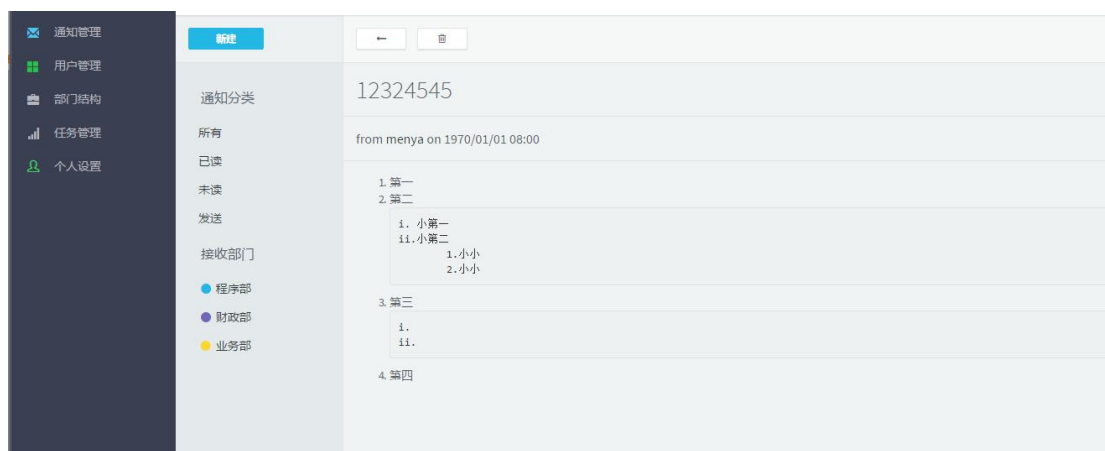 通知管理
用户管理
部门结构
任务管理
个人设置
新建
通知分类
所有
已读
未读
发送
接收部门
程序部
财政部
业务部
12324545
from menya on 1970/01/01 08:00
1. 第一
2. 第二
i. 小第一
ii.小第二
1.小小
2.小小
3. 第三
i.
ii.
4. 第四